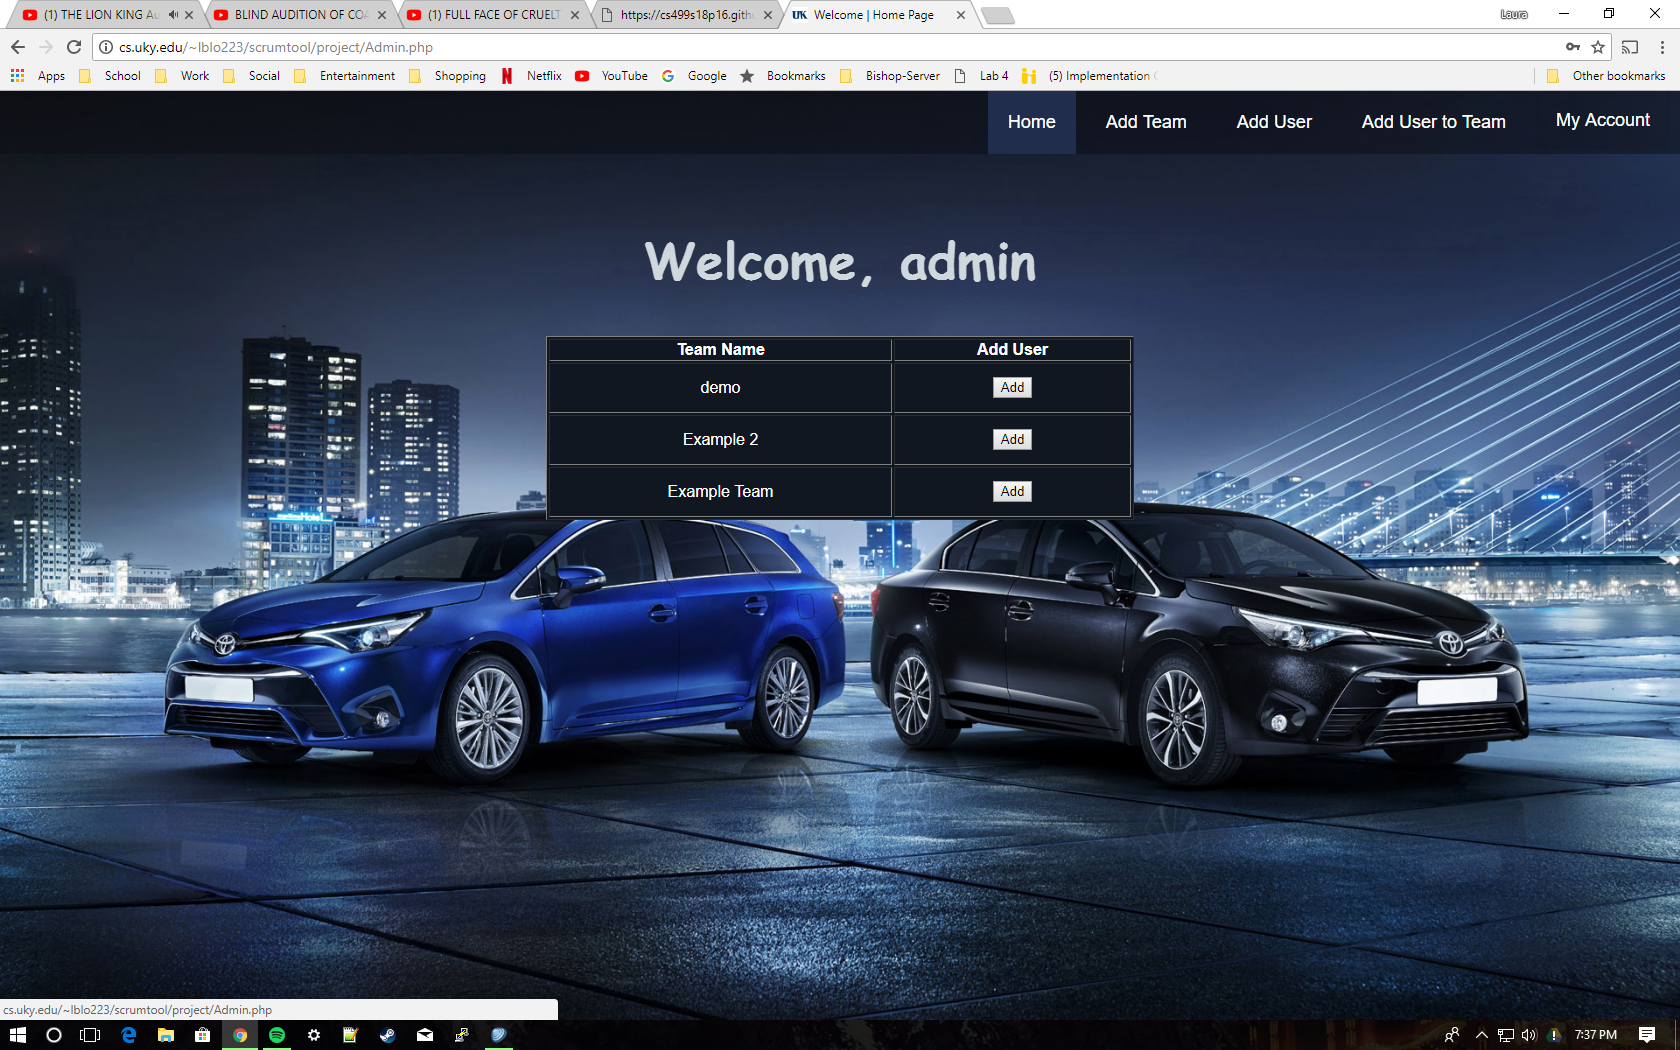 (1) THE LION KING Au
BLIND AUDITION OF COA
(1) FULL FACE OF CRUELT
https://cs499s18p16.githu
UK Welcome | Home Page
Laura
cs.uky.edu/~lblo223/scrumtool/project/Admin.php
Apps School Work Social Entertainment Shopping Netflix YouTube Google Bookmarks Bishop-Server Lab 4 (5) Implementation Other bookmarks
Home Add Team Add User Add User to Team My Account
Welcome, admin
Team Name Add User
demo Add
Example 2 Add
Example Team Add
cs.uky.edu/~lblo223/scrumtool/project/Admin.php
7:37 PM